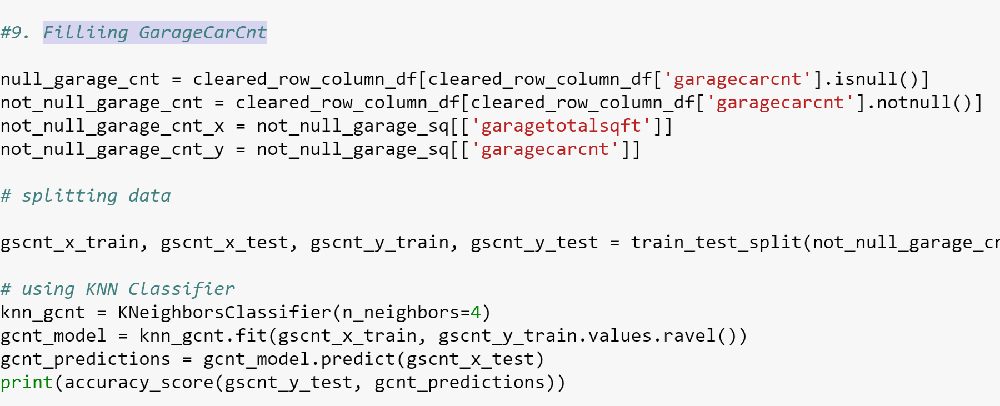 #9. Filliing GarageCarCnt
null_garage_cnt = cleared_row_column_df[cleared_row_column_df['garagecarcnt'].isnull()]
not_null_garage_cnt = cleared_row_column_df[cleared_row_column_df['garagecarcnt'].notnull()]
not_null_garage_cnt_x = not_null_garage_sq[['garagetotalsqft']]
not_null_garage_cnt_y = not_null_garage_sq[['garagecarcnt']]
# splitting data
gscnt_x_train, gscnt_x_test, gscnt_y_train, gscnt_y_test = train_test_split(not_null_garage_c
# using KNN Classifier
knn_gcnt = KNeighborsClassifier(n_neighbors=4)
gcnt_model = knn_gcnt.fit(gscnt_x_train, gscnt_y_train.values.ravel())
gcnt_predictions = gcnt_model.predict(gscnt_x_test)
print(accuracy_score(gscnt_y_test, gcnt_predictions))